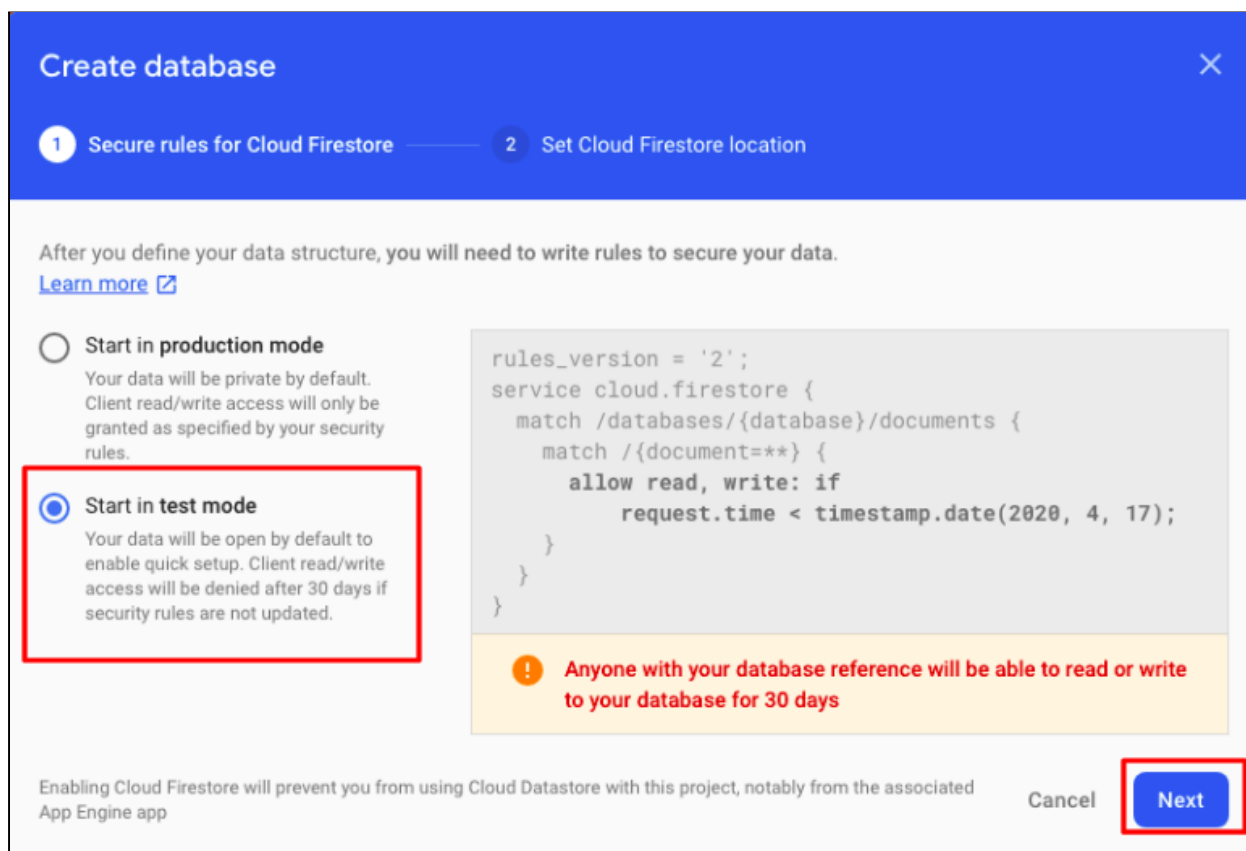 Create database
1 Secure rules for Cloud Firestore 2 Set Cloud Firestore location
After you define your data structure, you will need to write rules to secure your data.
Learn more
Start in production mode
Your data will be private by default.
Client read/write access will only be
granted as specified by your security
rules.
Start in test mode
Your data will be open by default to
enable quick setup. Client read/write
access will be denied after 30 days if
security rules are not updated.
rules_version = '2';
service cloud.firestore {
  match /databases/{database}/documents {
    match /{document=**} {
      allow read, write: if
          request.time < timestamp.date(2020, 4, 17);
    }
  }
}
Anyone with your database reference will be able to read or write
to your database for 30 days
Enabling Cloud Firestore will prevent you from using Cloud Datastore with this project, notably from the associated
App Engine app
Cancel
Next